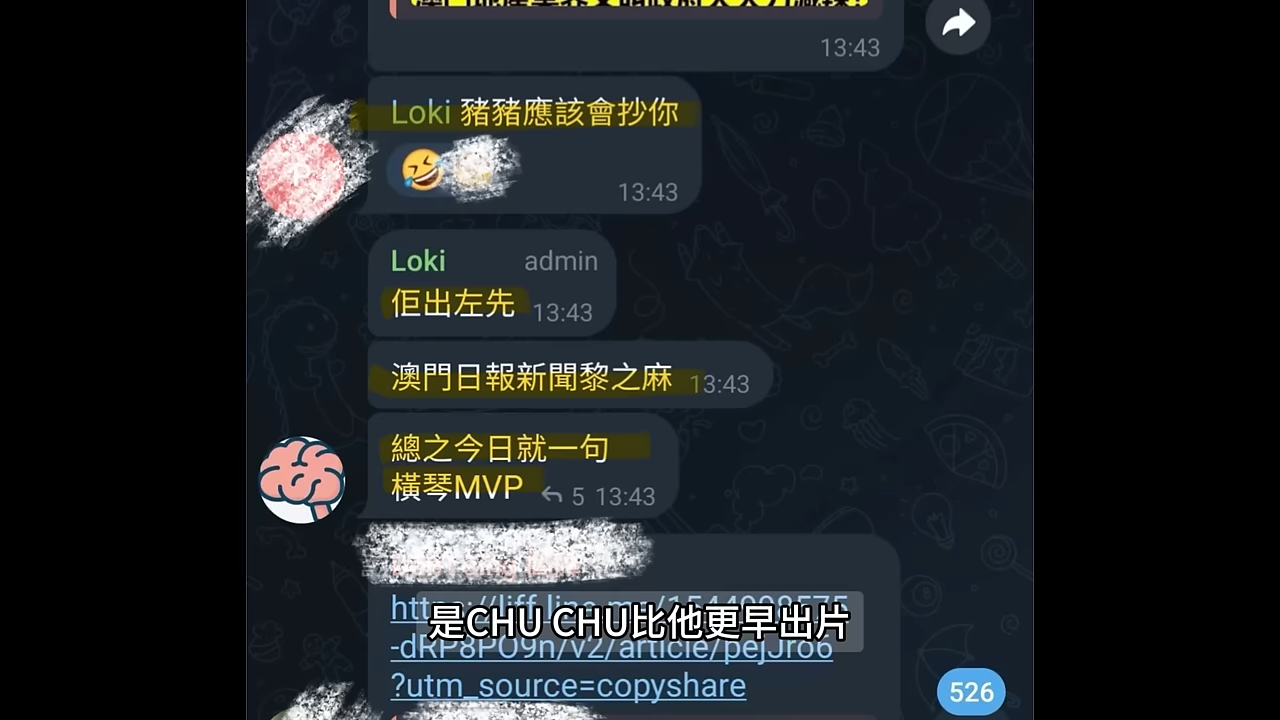 13:43
Loki 豬豬應該會抄你
13:43
Loki admin
佢出左先 13:43
澳門日報新聞黎之麻 13:43
總之今日就一句
橫琴MVP 5 13:43
是CHU CHU比他更早出片
-dRP8PO9n/v2/article/pejJro6
?utm_source=copyshare
526